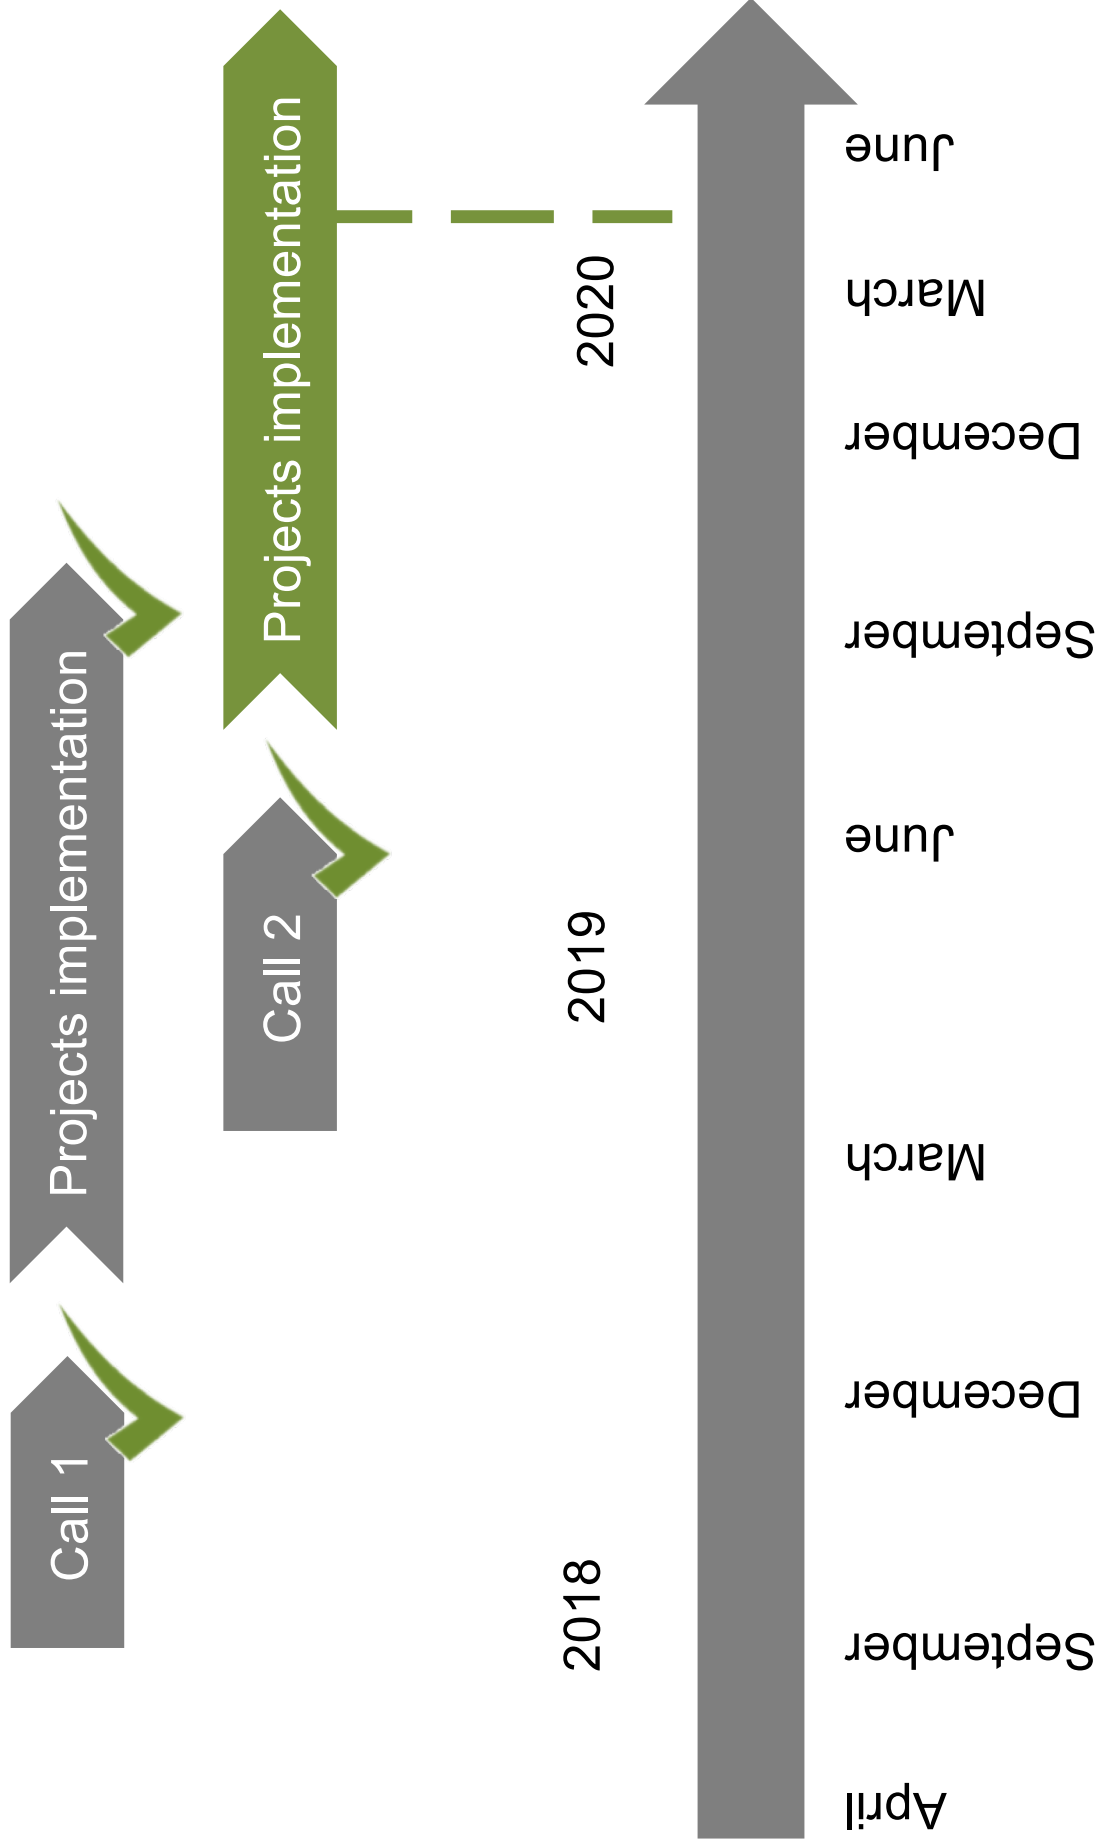 Call 1
Projects implementation
Call 2
Projects implementation
2018
2019
2020
April
September
December
March
June
September
December
March
June